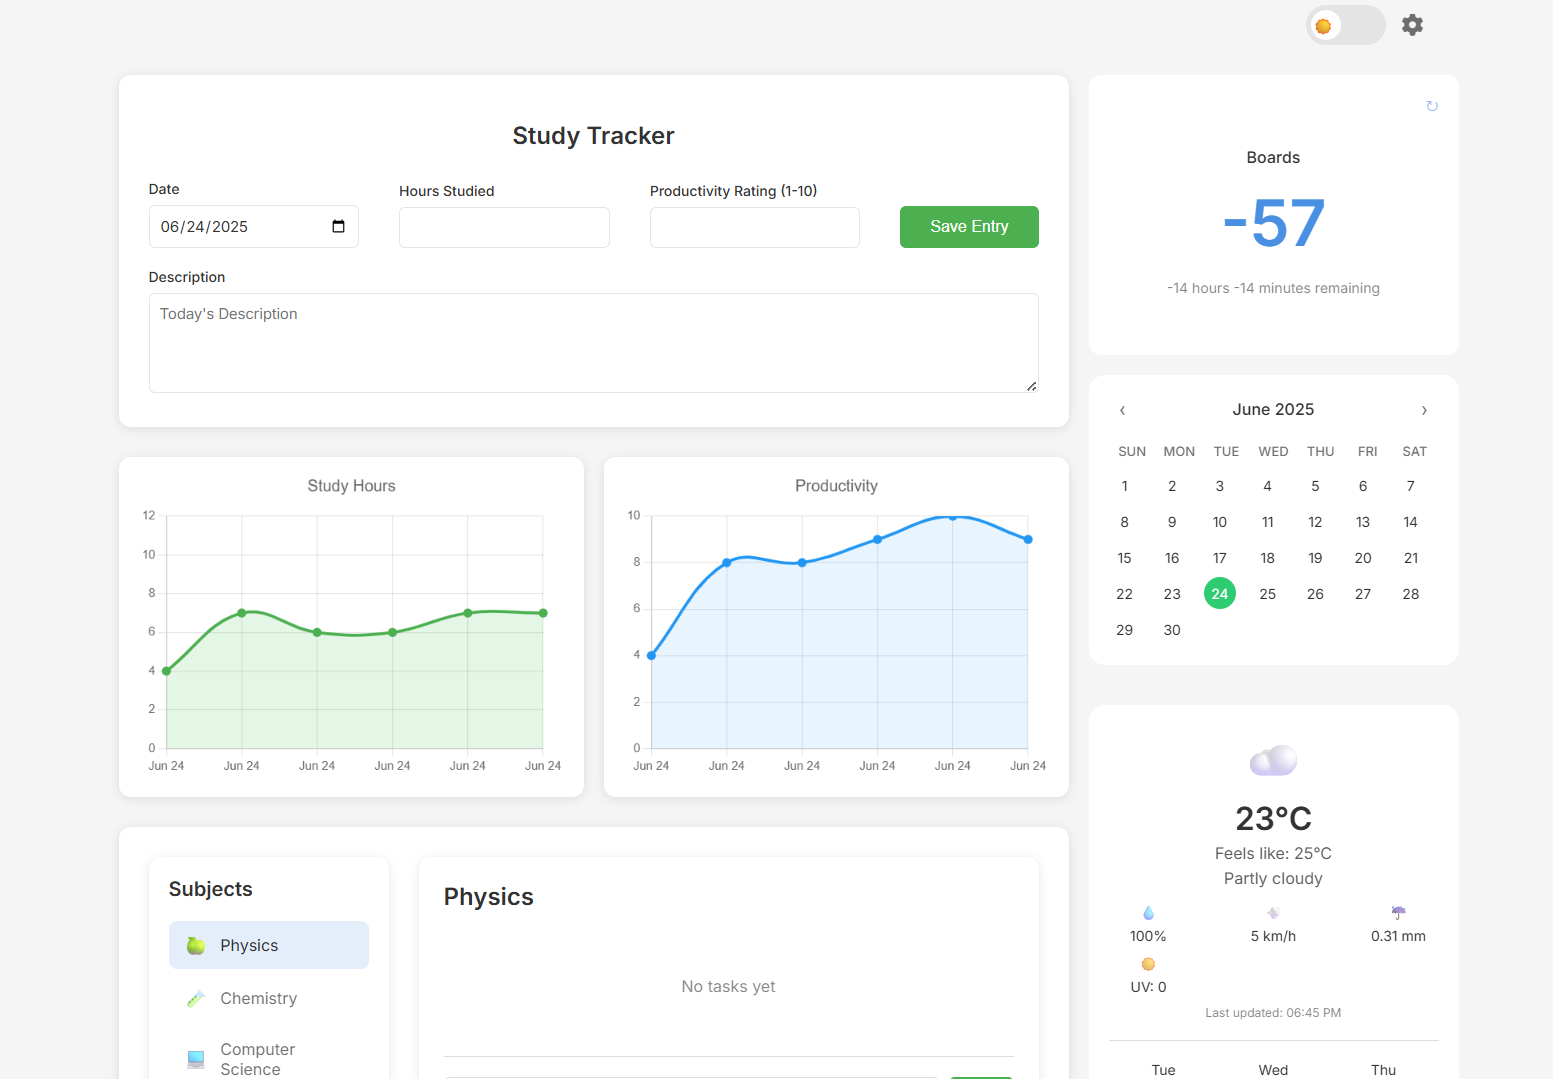 Study Tracker
Date
Hours Studied
Productivity Rating (1-10)
06/24/2025
Save Entry
Description
Today's Description
Boards
-57
-14 hours -14 minutes remaining
‹ June 2025 ›
SUN MON TUE WED THU FRI SAT
1 2 3 4 5 6 7
8 9 10 11 12 13 14
15 16 17 18 19 20 21
22 23 24 25 26 27 28
29 30
Study Hours
12
10
8
6
4
2
0
Jun 24 Jun 24 Jun 24 Jun 24 Jun 24 Jun 24
Productivity
10
8
6
4
2
0
Jun 24 Jun 24 Jun 24 Jun 24 Jun 24 Jun 24
23°C
Feels like: 25°C
Partly cloudy
100% 5 km/h 0.31 mm
UV: 0
Last updated: 06:45 PM
Tue Wed Thu
Subjects
Physics
Chemistry
Computer
Science
Physics
No tasks yet